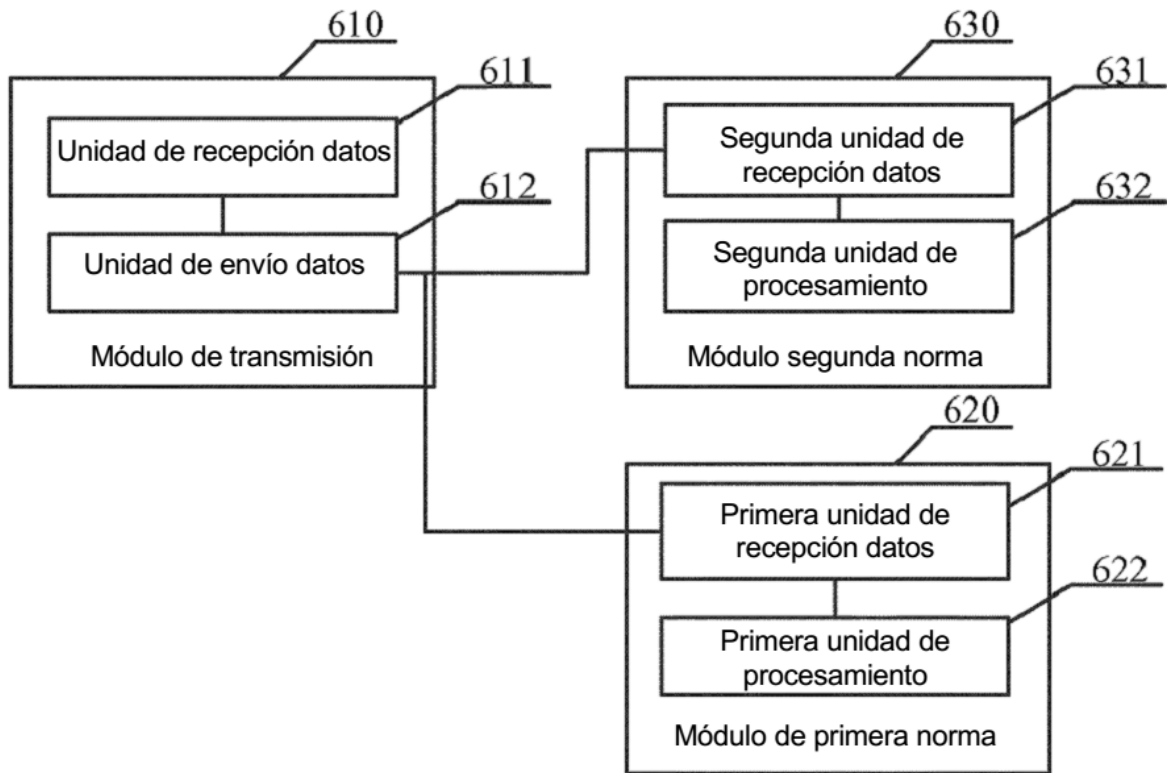 610
611
Unidad de recepción datos
612
Unidad de envío datos
Módulo de transmisión
630
631
Segunda unidad de
recepción datos
632
Segunda unidad de
procesamiento
Módulo segunda norma
620
621
Primera unidad de
recepción datos
622
Primera unidad de
procesamiento
Módulo de primera norma